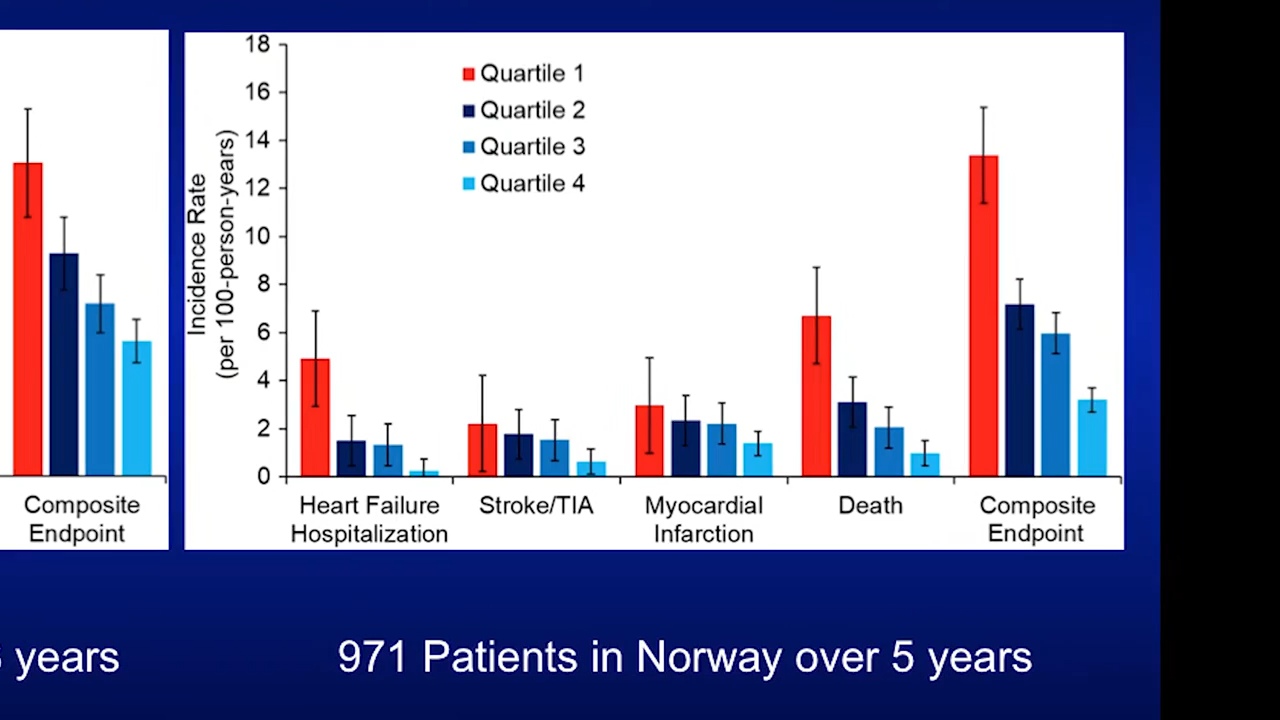 18
16
14
12
10
8
6
4
2
0
Incidence Rate
(per 100-person-years)
Quartile 1
Quartile 2
Quartile 3
Quartile 4
Composite
Endpoint
Heart Failure
Hospitalization
Stroke/TIA
Myocardial
Infarction
Death
Composite
Endpoint
years
971 Patients in Norway over 5 years